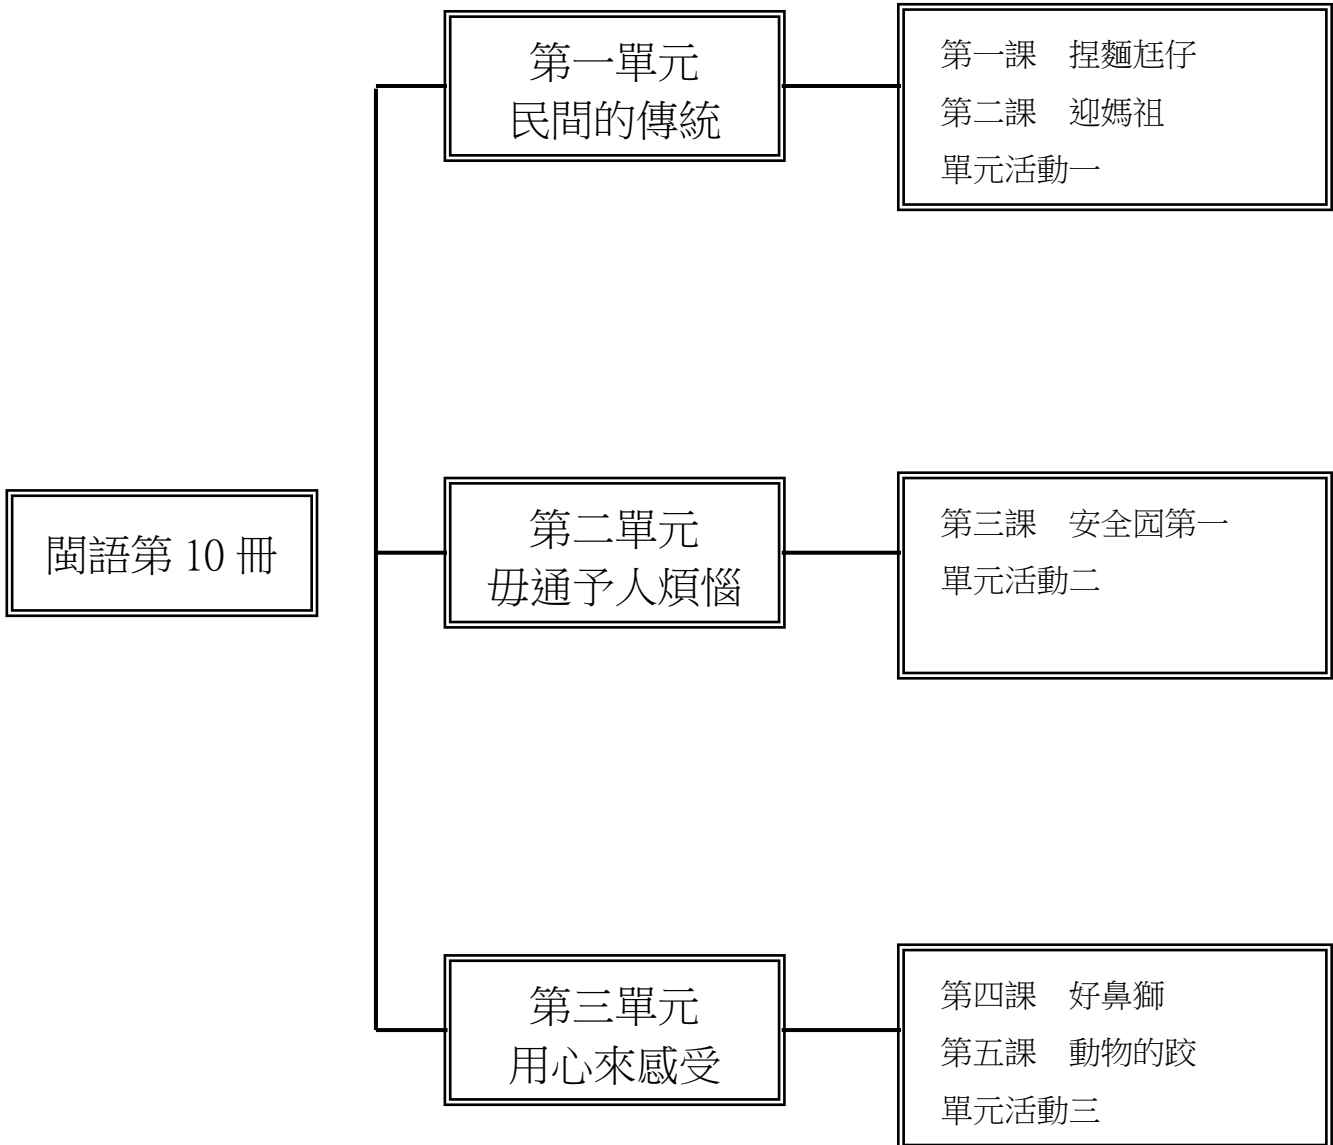 閩語第 10 冊
第一單元
民間的傳統
第一課　捏麵尪仔
第二課　迎媽祖
單元活動一
第二單元
毋通予人煩惱
第三課　安全囥第一
單元活動二
第三單元
用心來感受
第四課　好鼻獅
第五課　動物的跤
單元活動三